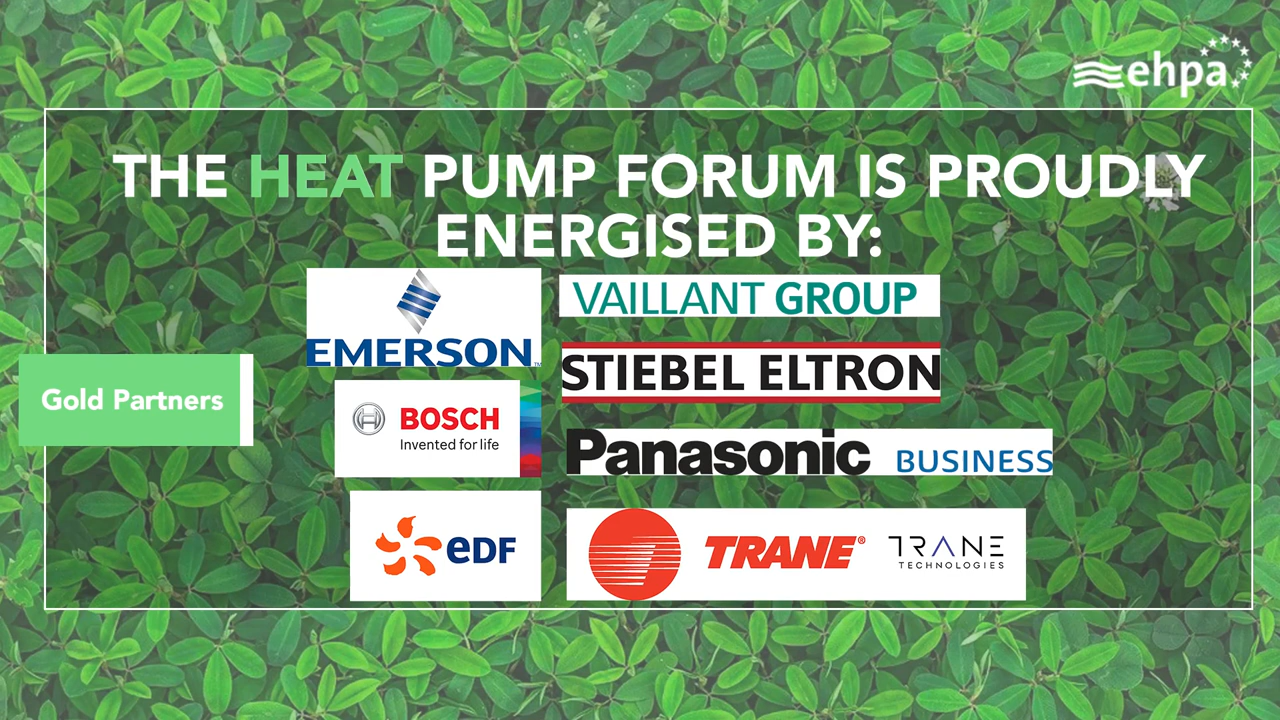 ehpa
THE HEAT PUMP FORUM IS PROUDLY
ENERGISED BY:
Gold Partners
EMERSON™
VAILLANT GROUP
STIEBEL ELTRON
BOSCH
Invented for life
Panasonic BUSINESS
eDF
TRANE® TRANE
TECHNOLOGIES